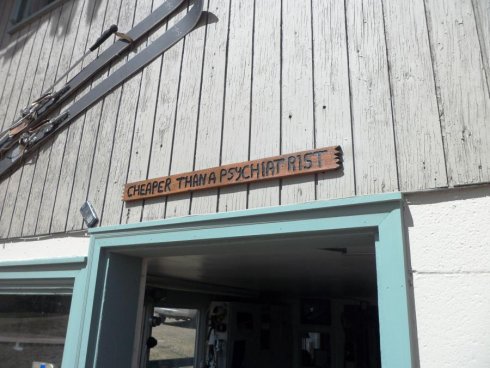 CHEAPER THAN A PSYCHIATRIST